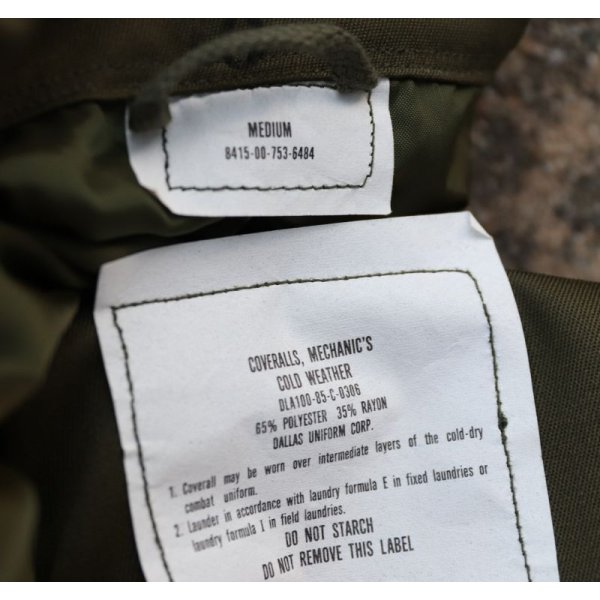 MEDIUM
8415-00-753-6484
COVERALLS, MECHANIC'S
COLD WEATHER
DLA100-85-C-0306
65% POLYESTER 35% RAYON
DALLAS UNIFORM CORP.
1. Coverall may be worn over intermediate layers of the cold-dry
combat uniform.
2. Launder in accordance with laundry formula E in fixed laundries or
laundry formula I in field laundries.
DO NOT STARCH
DO NOT REMOVE THIS LABEL